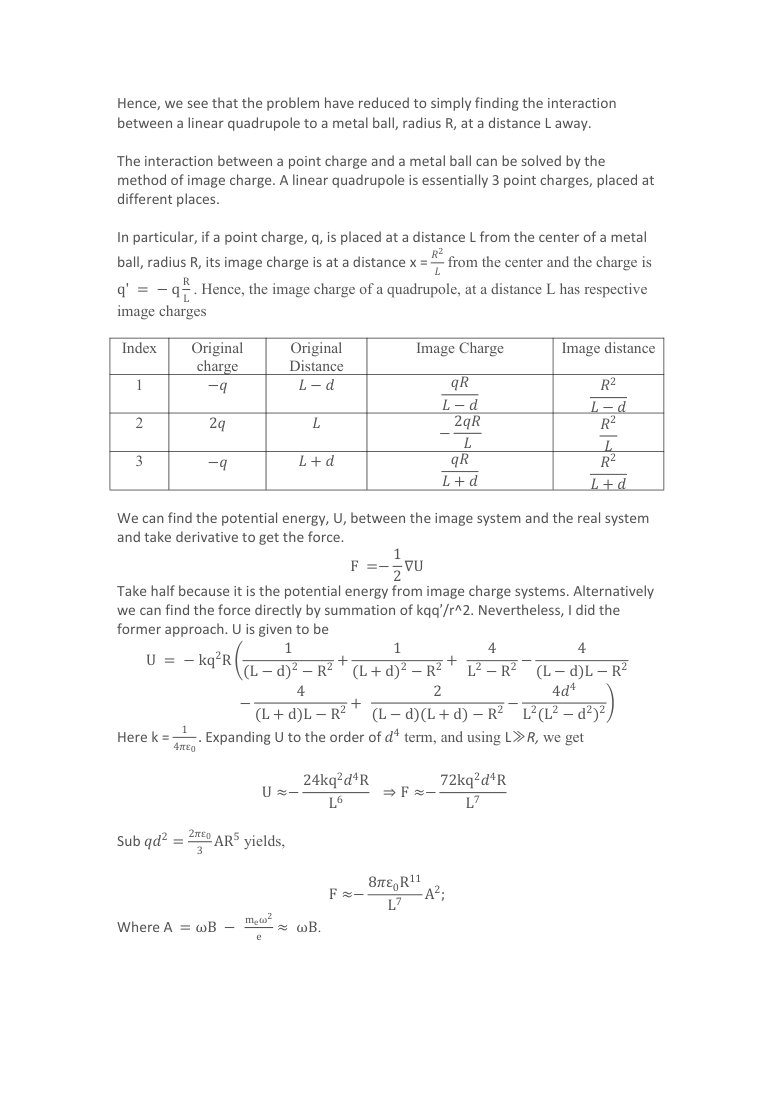 Hence, we see that the problem have reduced to simply finding the interaction
between a linear quadrupole to a metal ball, radius R, at a distance L away.
The interaction between a point charge and a metal ball can be solved by the
method of image charge. A linear quadrupole is essentially 3 point charges, placed at
different places.
In particular, if a point charge, q, is placed at a distance L from the center of a metal
ball, radius R, its image charge is at a distance x = R²/L from the center and the charge is
q' = − q R/L. Hence, the image charge of a quadrupole, at a distance L has respective
image charges
Index | Original charge | Original Distance | Image Charge | Image distance
1 | −q | L − d | qR/(L − d) | R²/(L − d)
2 | 2q | L | − 2qR/L | R²/L
3 | −q | L + d | qR/(L + d) | R²/(L + d)
We can find the potential energy, U, between the image system and the real system
and take derivative to get the force.
F =− 1/2 ∇U
Take half because it is the potential energy from image charge systems. Alternatively
we can find the force directly by summation of kqq’/r^2. Nevertheless, I did the
former approach. U is given to be
U = − kq²R ( 1/((L − d)² − R²) + 1/((L + d)² − R²) + 4/(L² − R²) − 4/((L − d)L − R²)
− 4/((L + d)L − R²) + 2/((L − d)(L + d) − R²) − 4d⁴/(L²(L² − d²)²) )
Here k = 1/(4πε₀). Expanding U to the order of d⁴ term, and using L≫R, we get
U ≈− 24kq²d⁴R/L⁶ ⇒ F ≈− 72kq²d⁴R/L⁷
Sub qd² = (2πε₀/3) AR⁵ yields,
F ≈− (8πε₀R¹¹/L⁷) A²;
Where A = ωB − mₑω²/e ≈ ωB.